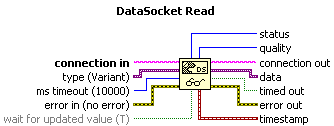 DataSocket Read
status
quality
connection in
connection out
type (Variant)
data
ms timeout (10000)
timed out
error in (no error)
error out
wait for updated value (T)
timestamp
DS